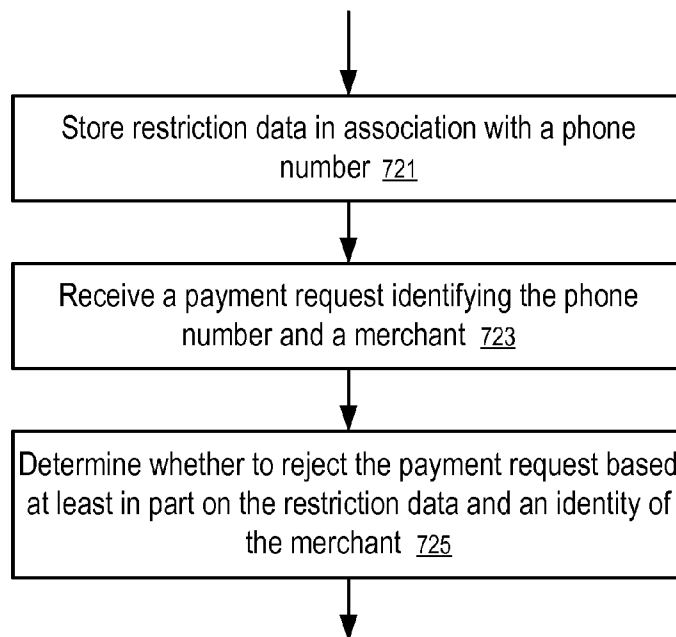 Store restriction data in association with a phone
number 721
Receive a payment request identifying the phone
number and a merchant 723
Determine whether to reject the payment request based
at least in part on the restriction data and an identity of
the merchant 725